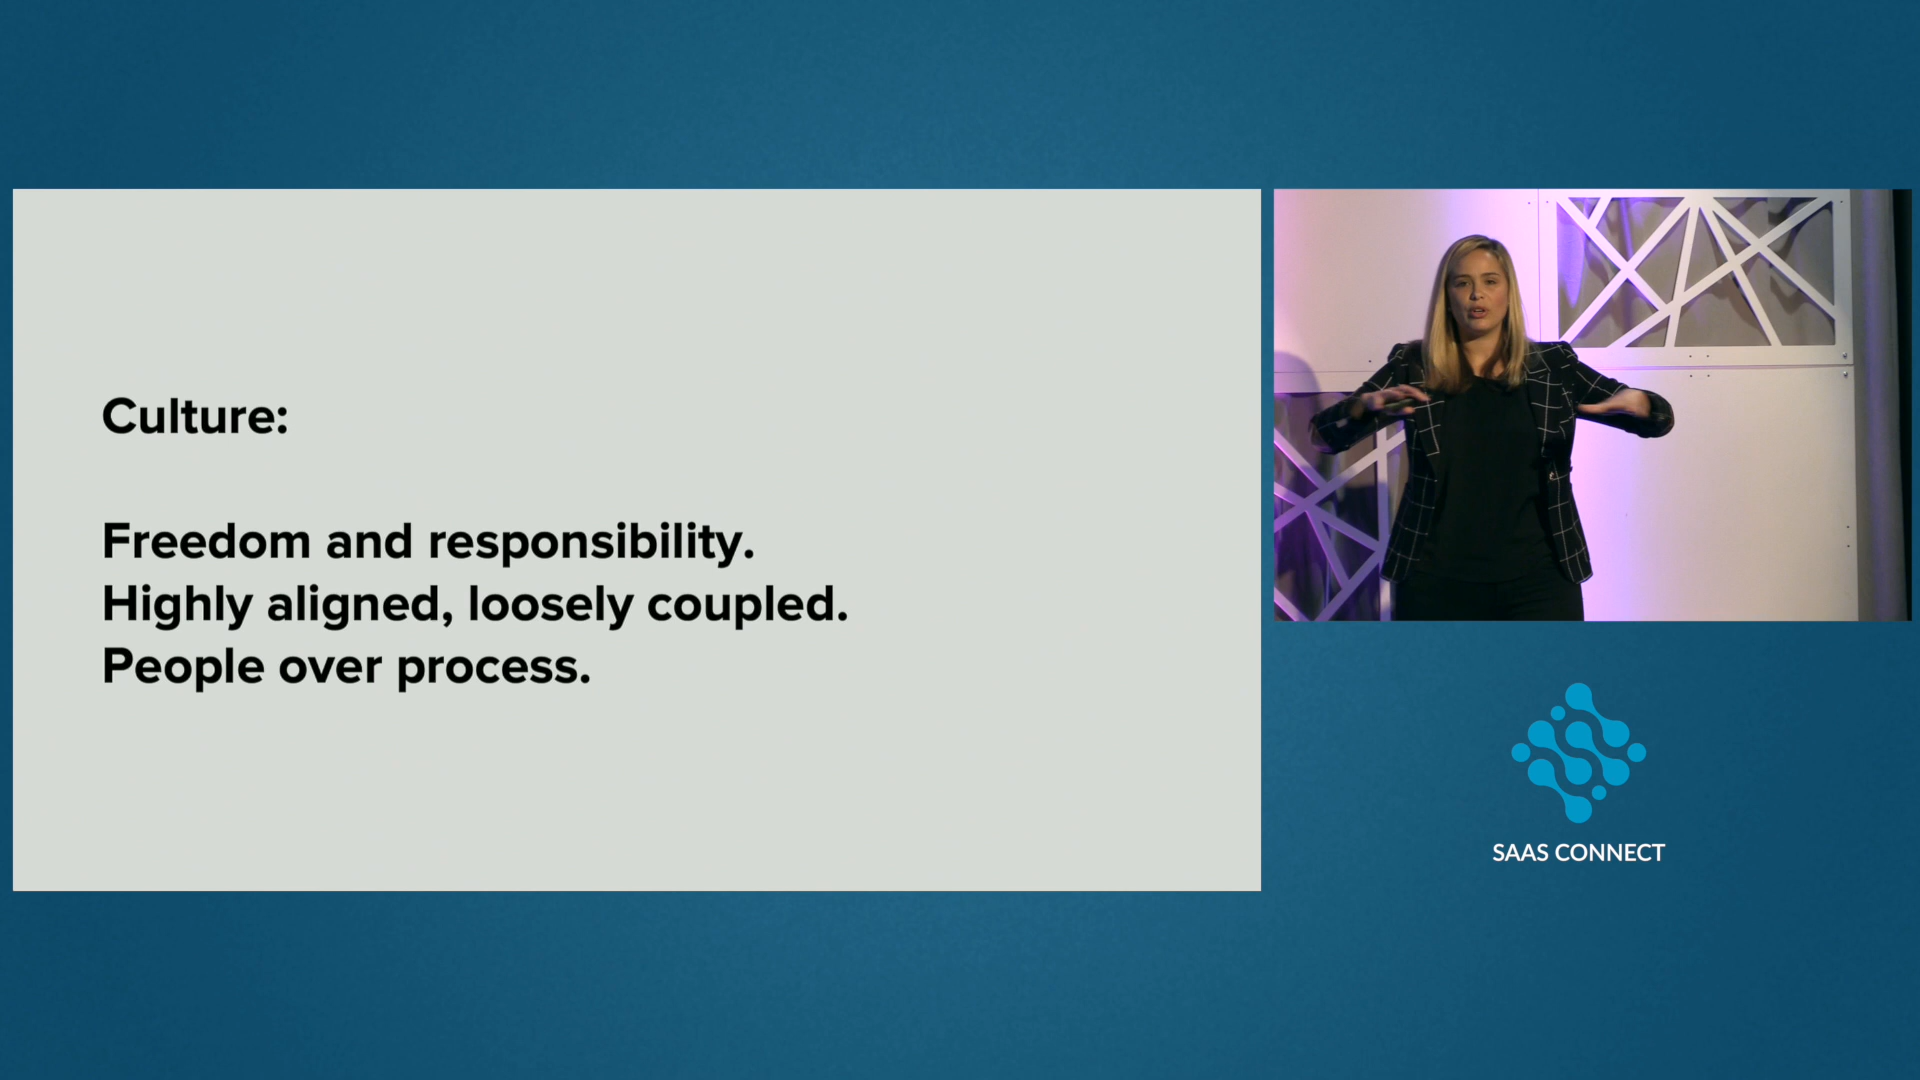 Culture:
Freedom and responsibility.
Highly aligned, loosely coupled.
People over process.
SAAS CONNECT